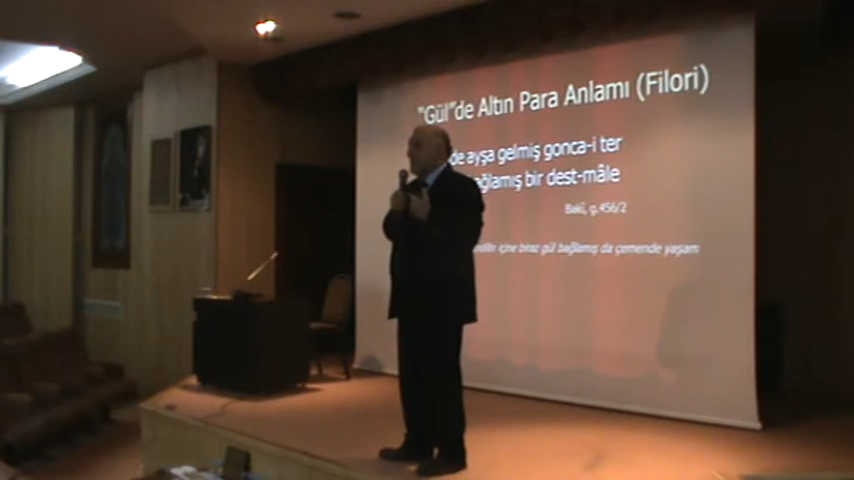 "Gül"de Altın Para Anlamı (Filori)
de ayşa gelmiş gonca-i ter
bağlamış bir dest-mâle
Bakî, g.456/2
içine biraz gül bağlamış da çemende yaşam